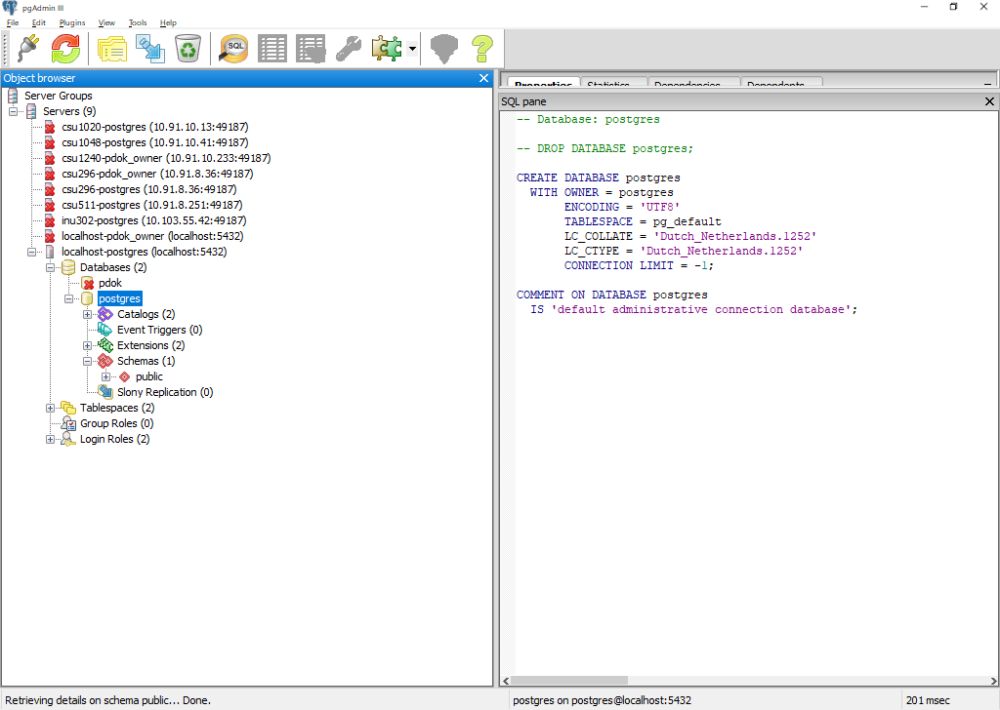 pgAdmin III
File Edit Plugins View Tools Help
SQL
Object browser
Server Groups
Servers (9)
csu1020-postgres (10.91.10.13:49187)
csu1048-postgres (10.91.10.41:49187)
csu1240-pdok_owner (10.91.10.233:49187)
csu296-pdok_owner (10.91.8.36:49187)
csu296-postgres (10.91.8.36:49187)
csu511-postgres (10.91.8.251:49187)
inu302-postgres (10.103.55.42:49187)
localhost-pdok_owner (localhost:5432)
localhost-postgres (localhost:5432)
Databases (2)
pdok
postgres
Catalogs (2)
Event Triggers (0)
Extensions (2)
Schemas (1)
public
Slony Replication (0)
Tablespaces (2)
Group Roles (0)
Login Roles (2)
Properties Statistics Dependencies Dependents
SQL pane
-- Database: postgres
-- DROP DATABASE postgres;
CREATE DATABASE postgres
WITH OWNER = postgres
ENCODING = 'UTF8'
TABLESPACE = pg_default
LC_COLLATE = 'Dutch_Netherlands.1252'
LC_CTYPE = 'Dutch_Netherlands.1252'
CONNECTION LIMIT = -1;
COMMENT ON DATABASE postgres
IS 'default administrative connection database';
Retrieving details on schema public... Done.
postgres on postgres@localhost:5432
201 msec